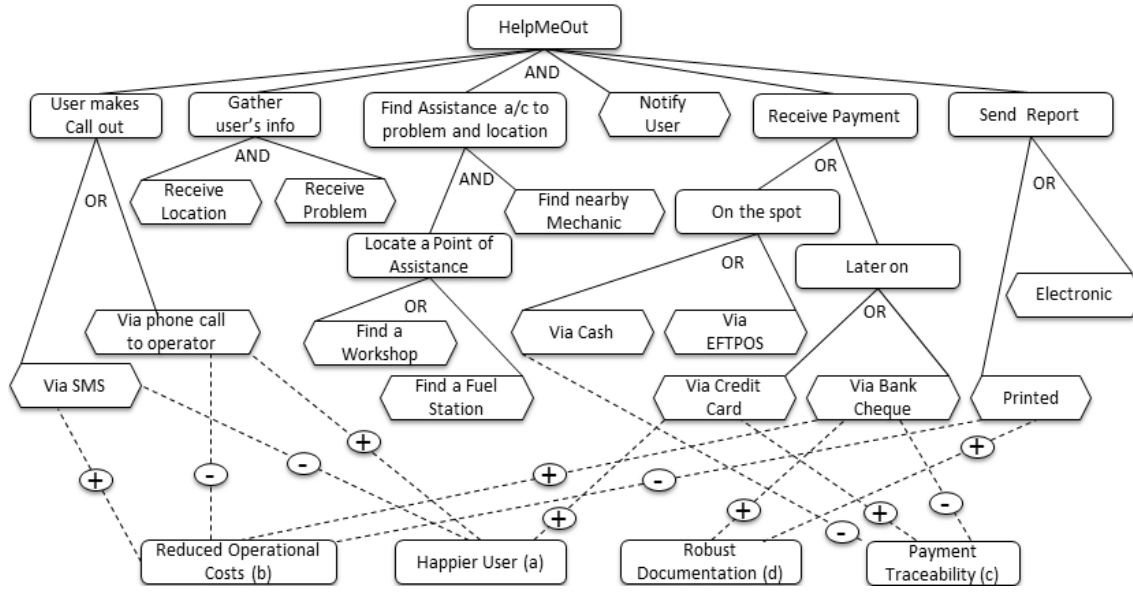 HelpMeOut
AND
User makes
Call out
Gather
user's info
Find Assistance a/c to
problem and location
Notify
User
Receive Payment
Send Report
OR
AND
AND
OR
OR
Receive
Location
Receive
Problem
Find nearby
Mechanic
On the spot
Locate a Point of
Assistance
OR
Later on
OR
Electronic
Via phone call
to operator
Find a
Workshop
Via Cash
Via
EFTPOS
OR
Via SMS
Find a Fuel
Station
Via Credit
Card
Via Bank
Cheque
Printed
+
-
-
+
+
-
+
+
+
-
-
Reduced Operational
Costs (b)
Happier User (a)
Robust
Documentation (d)
Payment
Traceability (c)